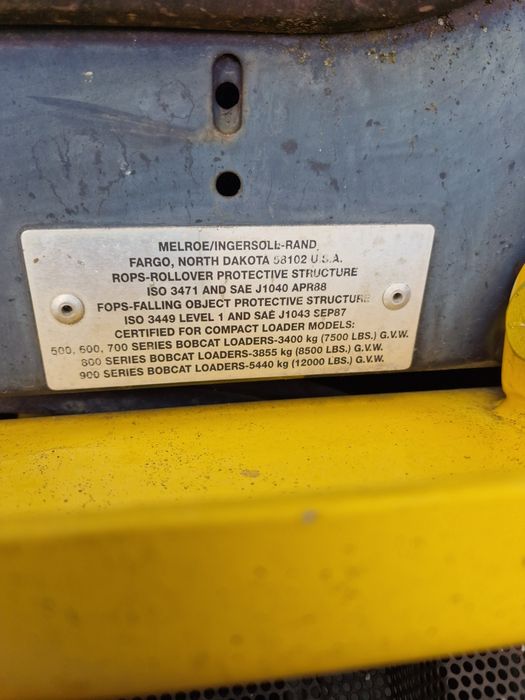 MELROE/INGERSOLL-RAND
FARGO, NORTH DAKOTA 58102 U.S.A.
ROPS-ROLLOVER PROTECTIVE STRUCTURE
ISO 3471 AND SAE J1040 APR88
FOPS-FALLING OBJECT PROTECTIVE STRUCTURE
ISO 3449 LEVEL 1 AND SAE J1043 SEP87
CERTIFIED FOR COMPACT LOADER MODELS:
500, 600, 700 SERIES BOBCAT LOADERS-3400 kg (7500 LBS.) G.V.W.
800 SERIES BOBCAT LOADERS-3855 kg (8500 LBS.) G.V.W.
900 SERIES BOBCAT LOADERS-5440 kg (12000 LBS.) G.V.W.